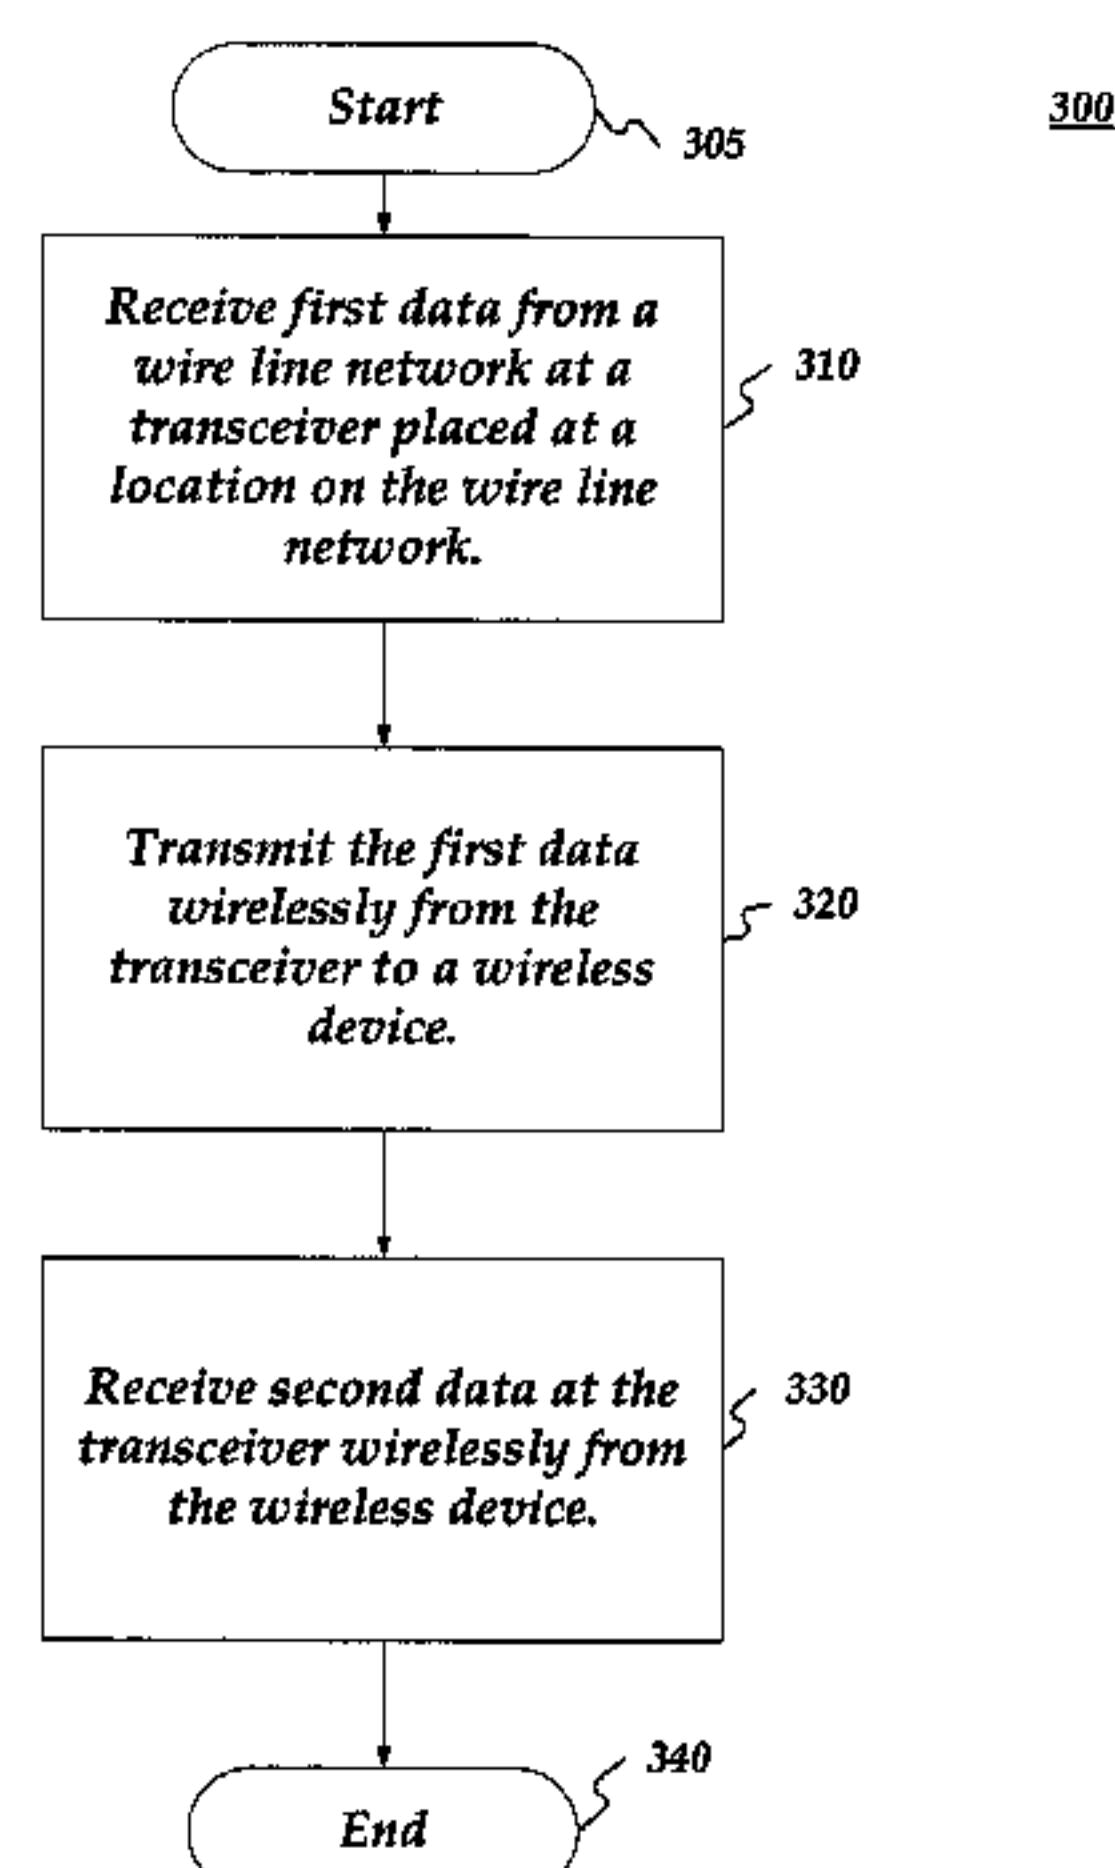 Start
300
305
Receive first data from a
wire line network at a
transceiver placed at a
location on the wire line
network.
310
Transmit the first data
wirelessly from the
transceiver to a wireless
device.
320
Receive second data at the
transceiver wirelessly from
the wireless device.
330
340
End